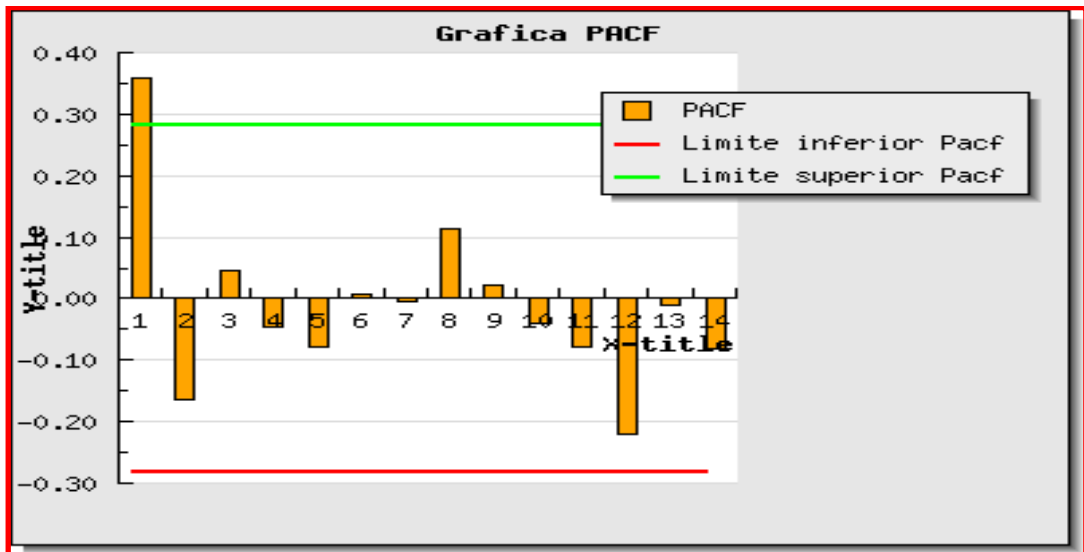 Grafica PACF
0.40
0.30
0.20
0.10
0.00
-0.10
-0.20
-0.30
Y-title
1 2 3 4 5 6 7 8 9 10 11 12 13 14
X-title
PACF
Limite inferior Pacf
Limite superior Pacf